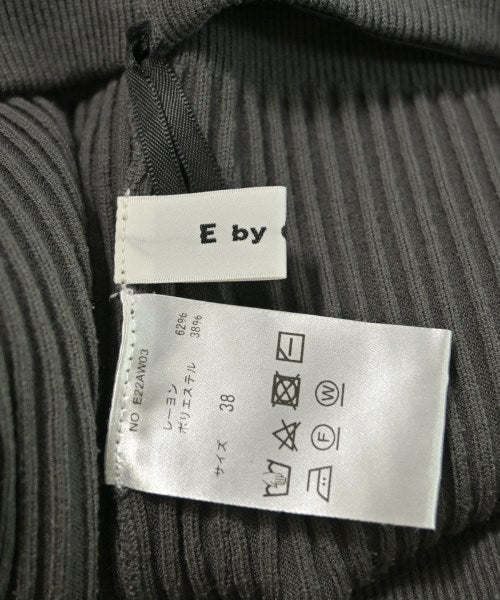 E by
NO E22AW03
レーヨン 62%
ポリエステル 38%
サイズ 38
W
F